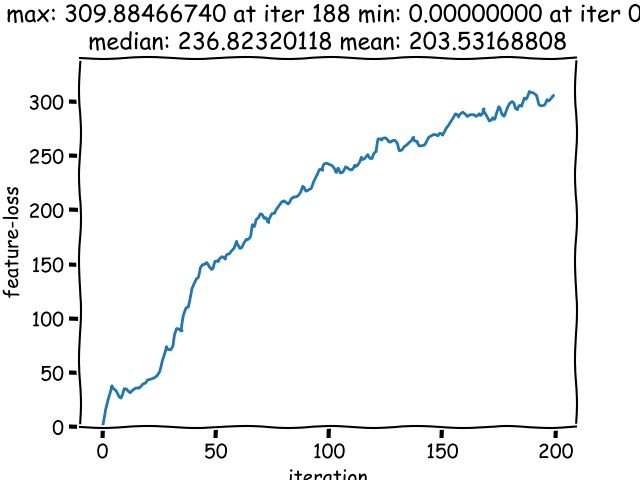 max: 309.88466740 at iter 188 min: 0.00000000 at iter 0
median: 236.82320118 mean: 203.53168808
300
250
200
150
100
50
0
feature-loss
0 50 100 150 200
iteration